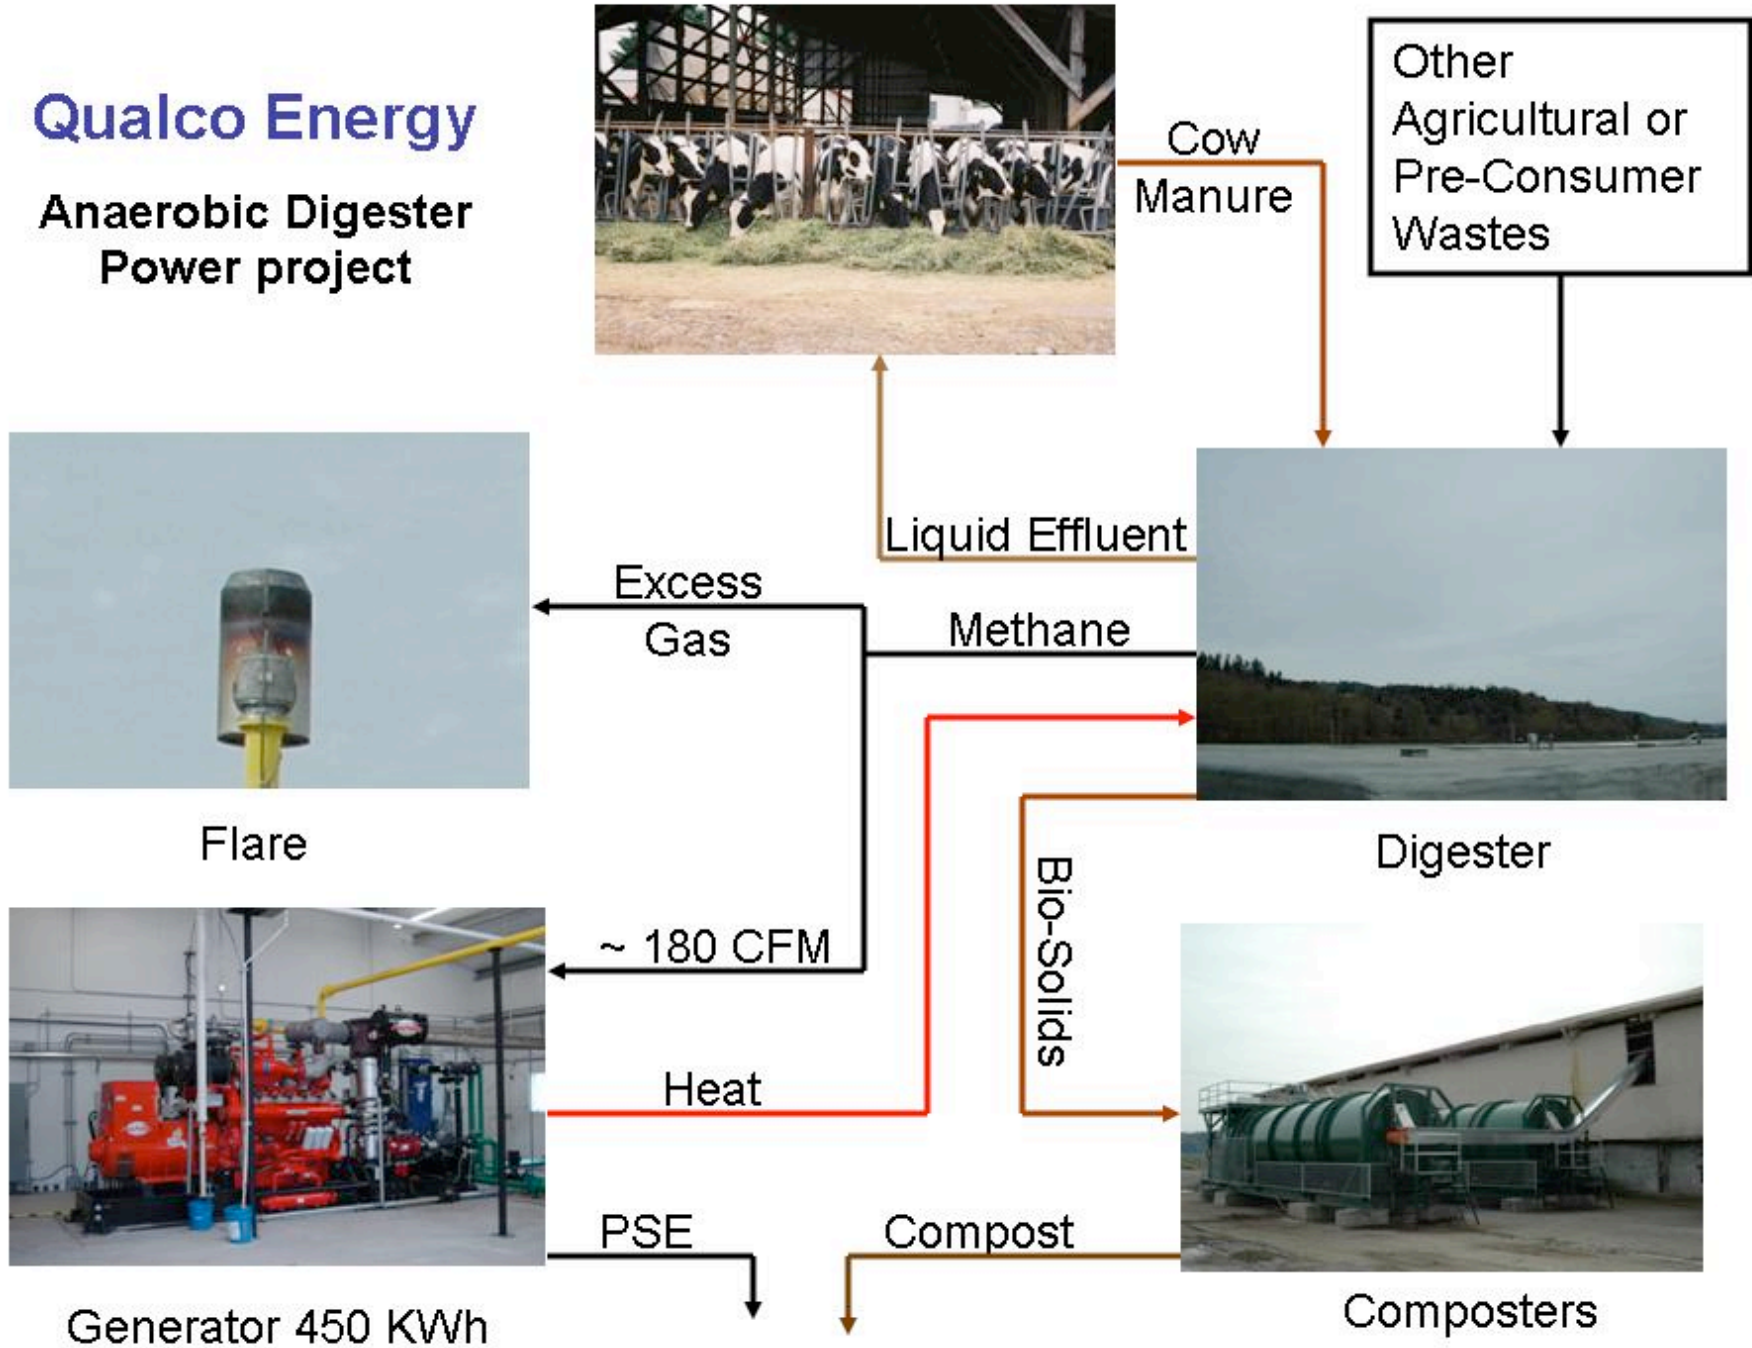 Qualco Energy
Anaerobic Digester
Power project
Cow
Manure
Other
Agricultural or
Pre-Consumer
Wastes
Liquid Effluent
Excess
Gas
Methane
Flare
Digester
~ 180 CFM
Bio-Solids
Heat
PSE
Compost
Generator 450 KWh
Composters